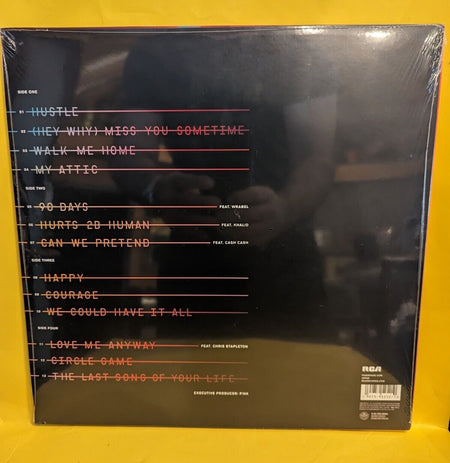 SIDE ONE
01 HUSTLE
02 (HEY WHY) MISS YOU SOMETIME
03 WALK ME HOME
04 MY ATTIC
SIDE TWO
05 90 DAYS FEAT. WRABEL
06 HURTS 2B HUMAN FEAT. KHALID
07 CAN WE PRETEND FEAT. CASH CASH
SIDE THREE
08 HAPPY
09 COURAGE
10 WE COULD HAVE IT ALL
SIDE FOUR
11 LOVE ME ANYWAY FEAT. CHRIS STAPLETON
12 CIRCLE GAME
13 THE LAST SONG OF YOUR LIFE
EXECUTIVE PRODUCER: P!NK
RCA